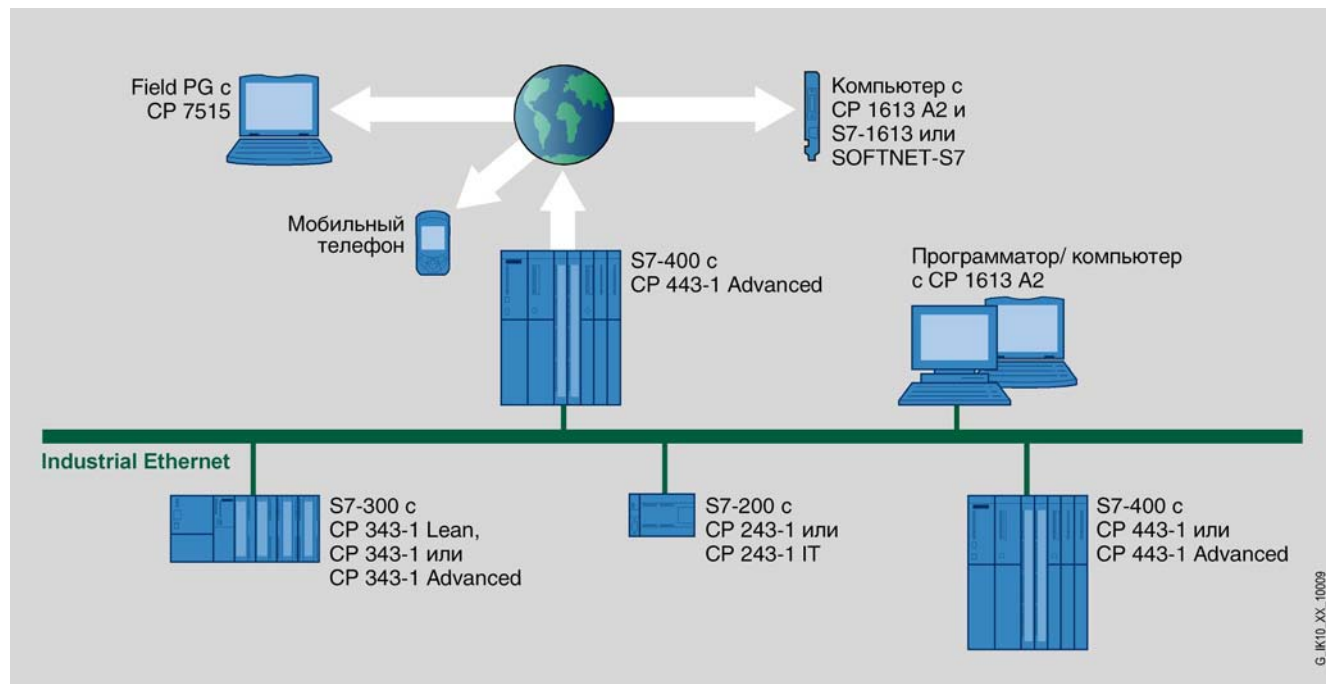 Field PG с
CP 7515
Компьютер с
CP 1613 A2 и
S7-1613 или
SOFTNET-S7
Мобильный
телефон
S7-400 с
CP 443-1 Advanced
Программатор/ компьютер
с CP 1613 A2
Industrial Ethernet
S7-300 с
CP 343-1 Lean,
CP 343-1 или
CP 343-1 Advanced
S7-200 с
CP 243-1 или
CP 243-1 IT
S7-400 с
CP 443-1 или
CP 443-1 Advanced
G_IK10_XX_10009